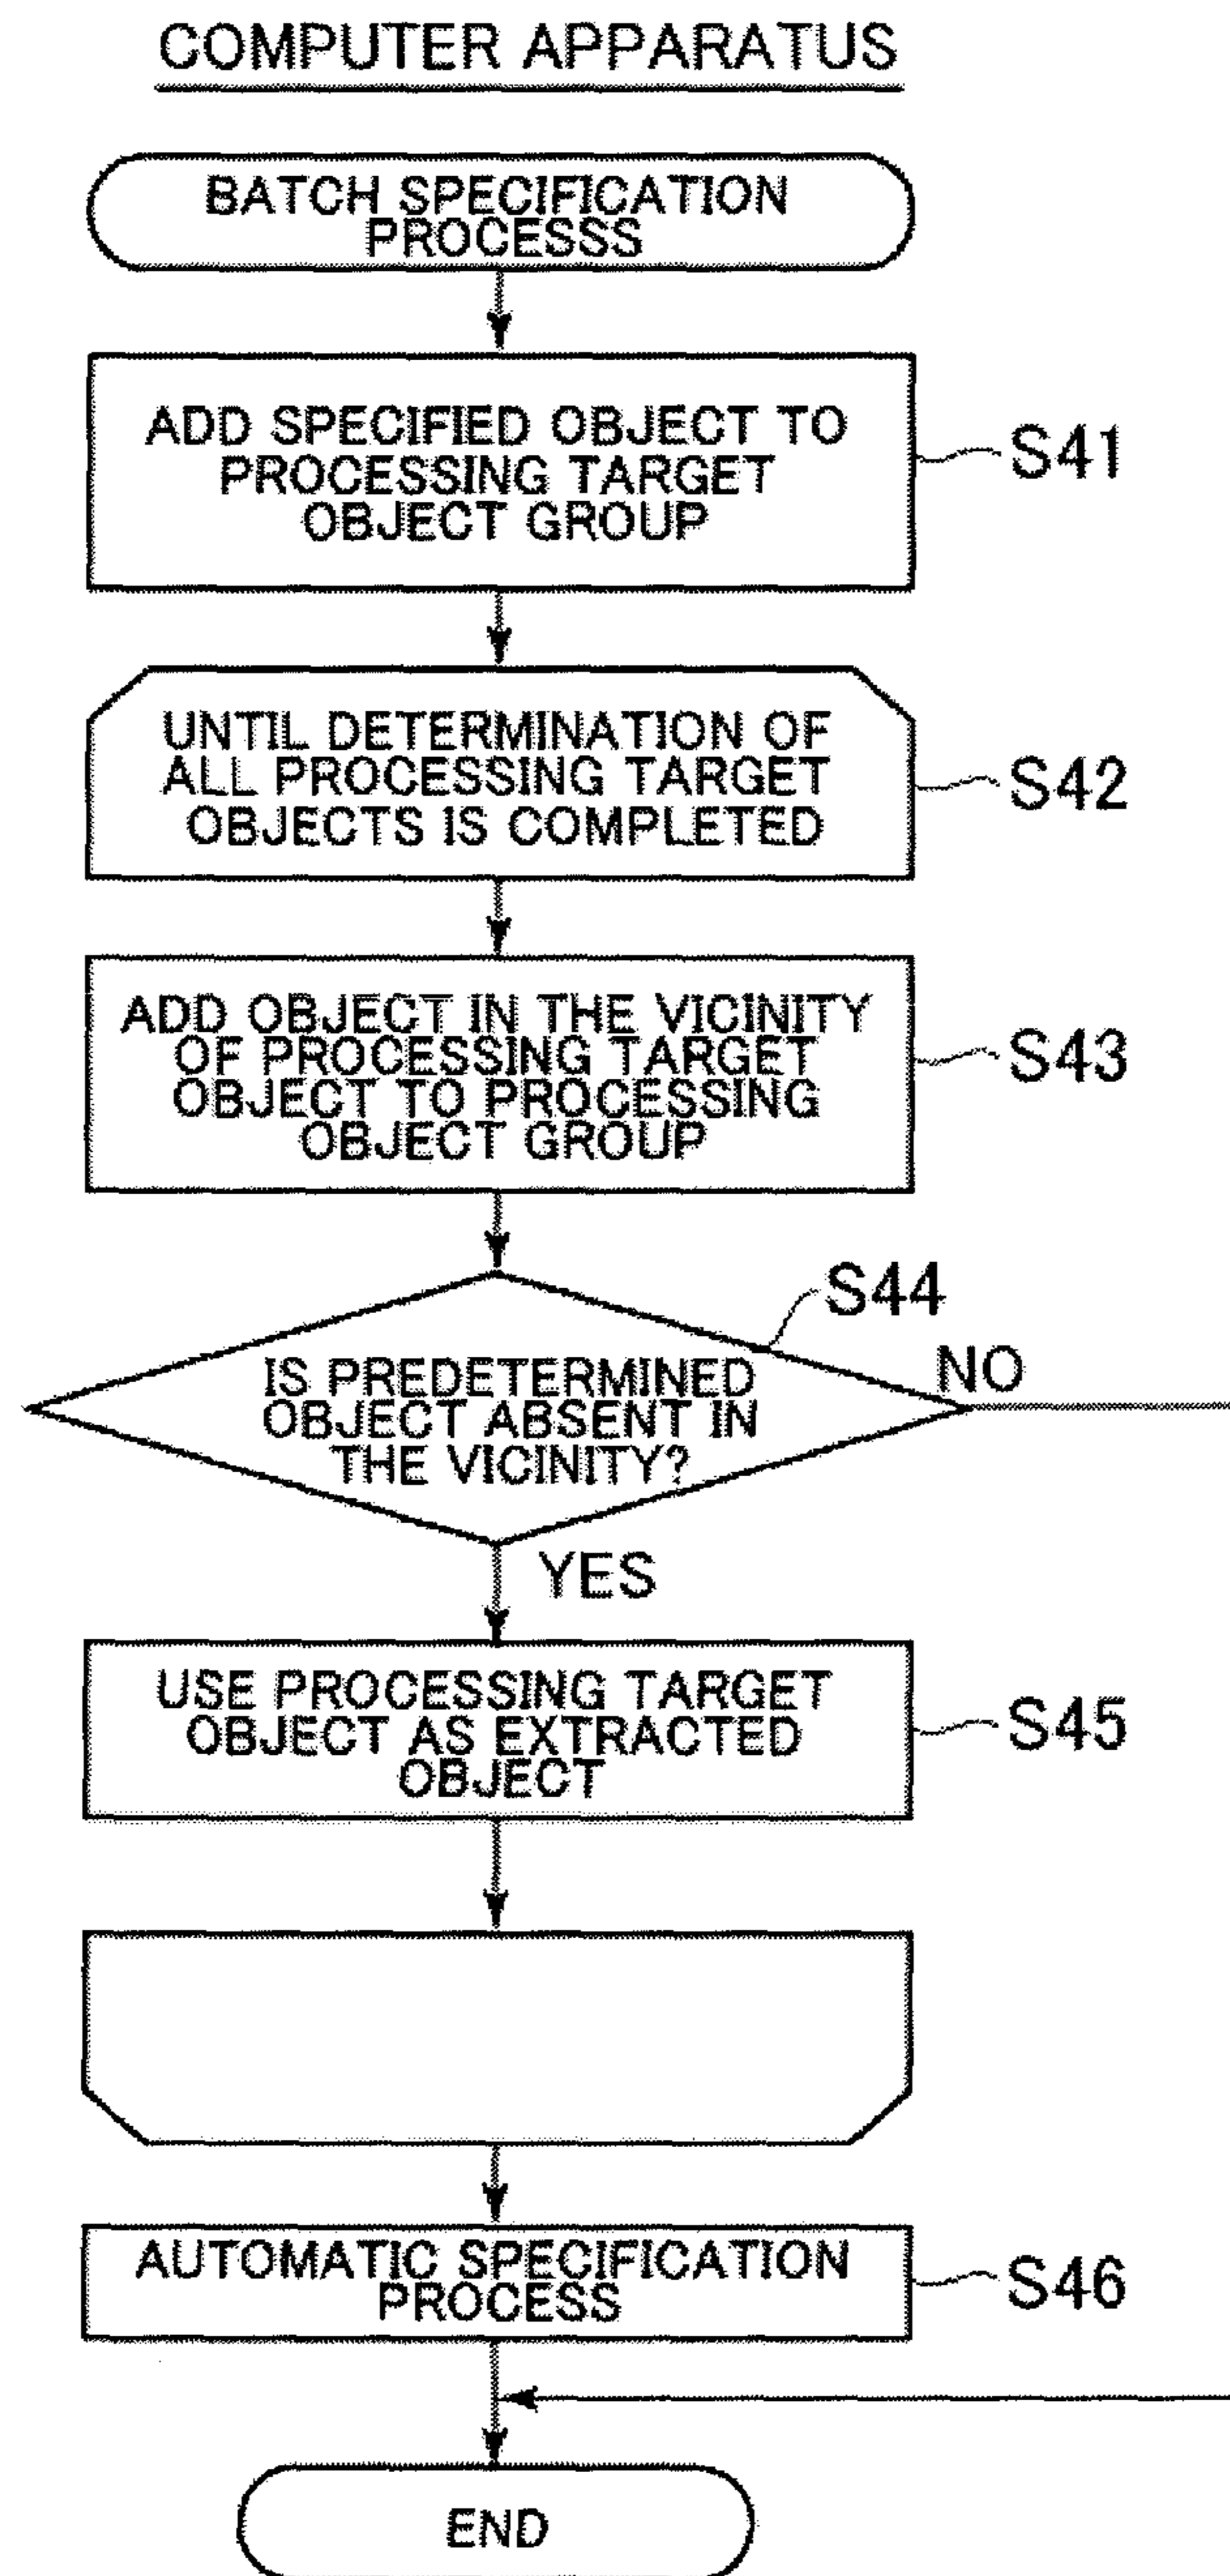 COMPUTER APPARATUS
BATCH SPECIFICATION
PROCESSS
ADD SPECIFIED OBJECT TO
PROCESSING TARGET
OBJECT GROUP
S41
UNTIL DETERMINATION OF
ALL PROCESSING TARGET
OBJECTS IS COMPLETED
S42
ADD OBJECT IN THE VICINITY
OF PROCESSING TARGET
OBJECT TO PROCESSING
OBJECT GROUP
S43
S44
IS PREDETERMINED
OBJECT ABSENT IN
THE VICINITY?
NO
YES
USE PROCESSING TARGET
OBJECT AS EXTRACTED
OBJECT
S45
AUTOMATIC SPECIFICATION
PROCESS
S46
END